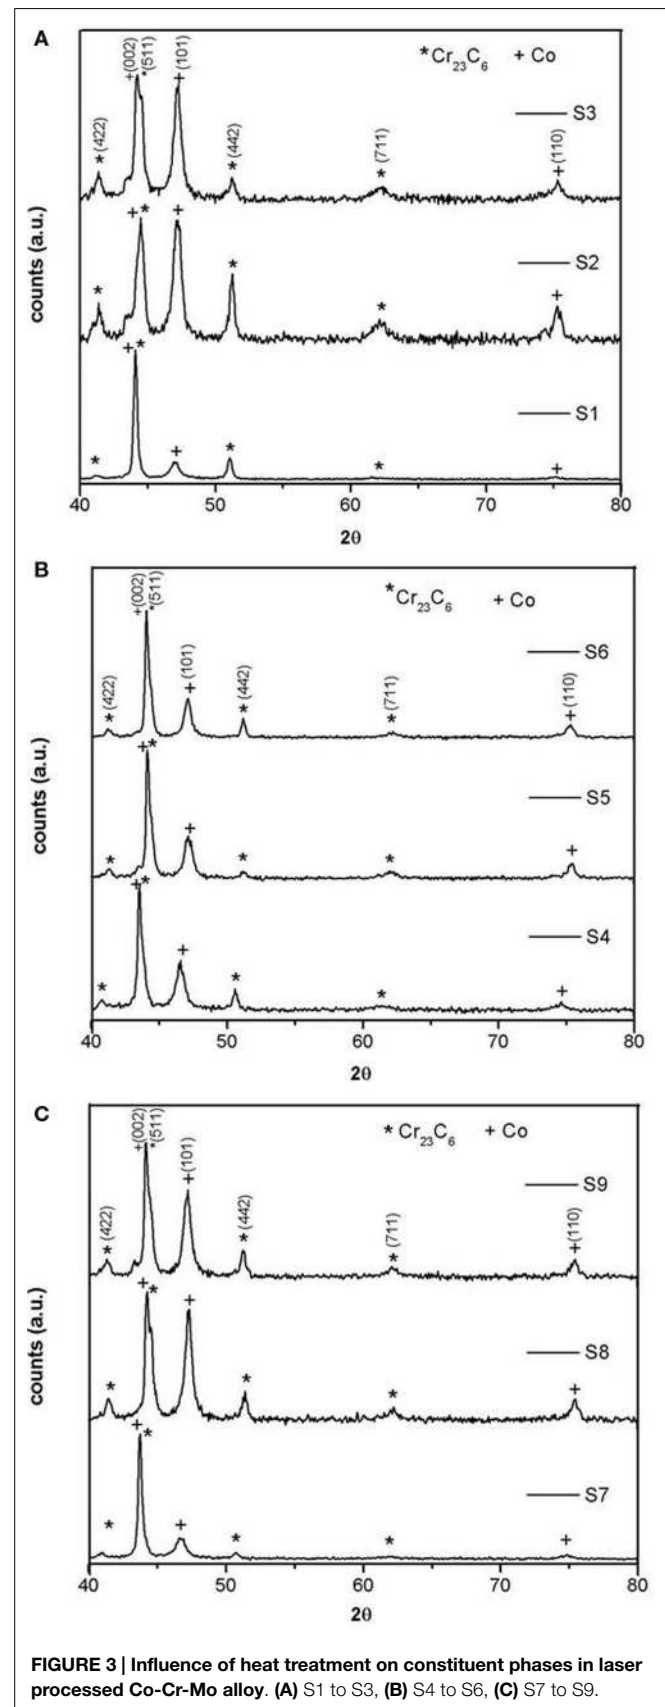 A
+(002)
*(511)
+(101)
*Cr23C6 + Co
*(422)
*(442)
*(711)
+(110)
S3
+ * +
* * * +
S2
+ *
* + * * +
S1
counts (a.u.)
40 50 60 70 80
2θ
B
+(002)
*(511)
*Cr23C6 + Co
*(422)
+(101)
*(442)
*(711)
+(110)
S6
+ *
* + * * +
S5
+ *
* + * * +
S4
counts (a.u.)
40 50 60 70 80
2θ
C
+(002)
*(511)
+(101)
*Cr23C6 + Co
*(422)
*(442)
*(711)
+(110)
S9
+ * +
* * * +
S8
+ *
* + * * +
S7
counts (a.u.)
40 50 60 70 80
2θ
FIGURE 3 | Influence of heat treatment on constituent phases in laser
processed Co-Cr-Mo alloy. (A) S1 to S3, (B) S4 to S6, (C) S7 to S9.